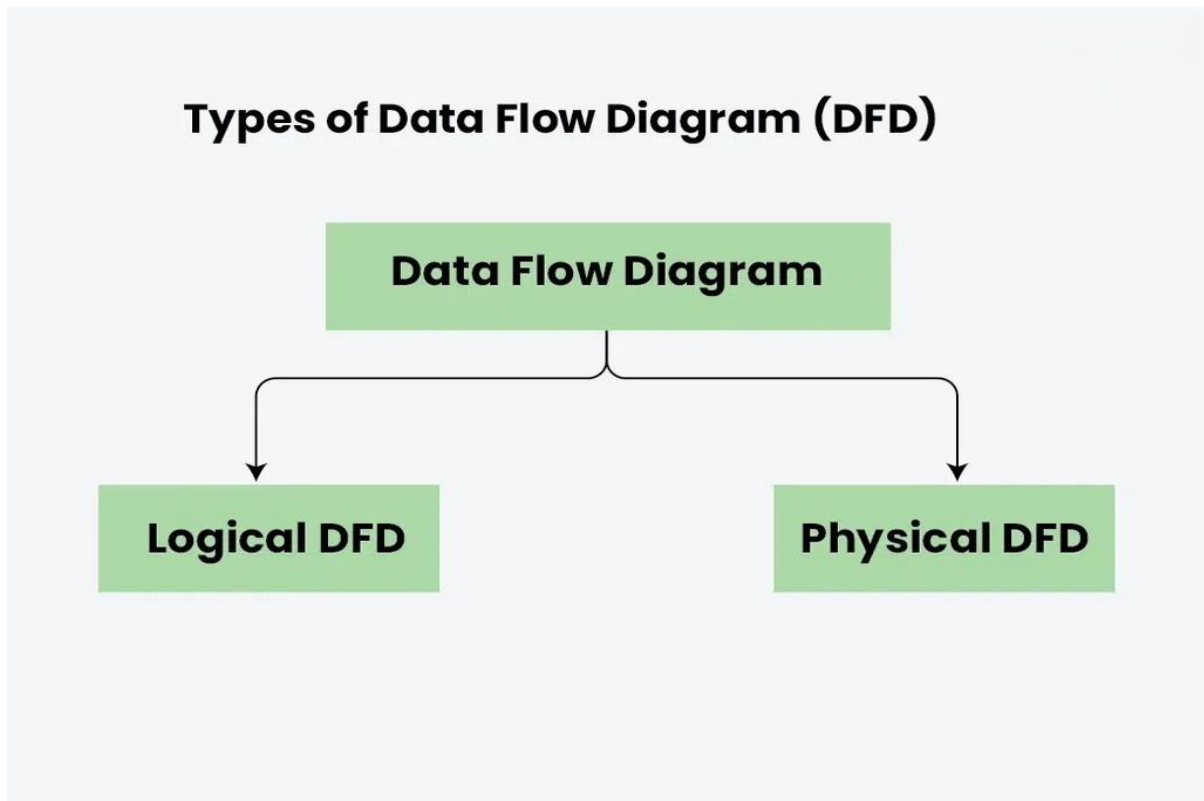 Types of Data Flow Diagram (DFD)
Data Flow Diagram
Logical DFD
Physical DFD